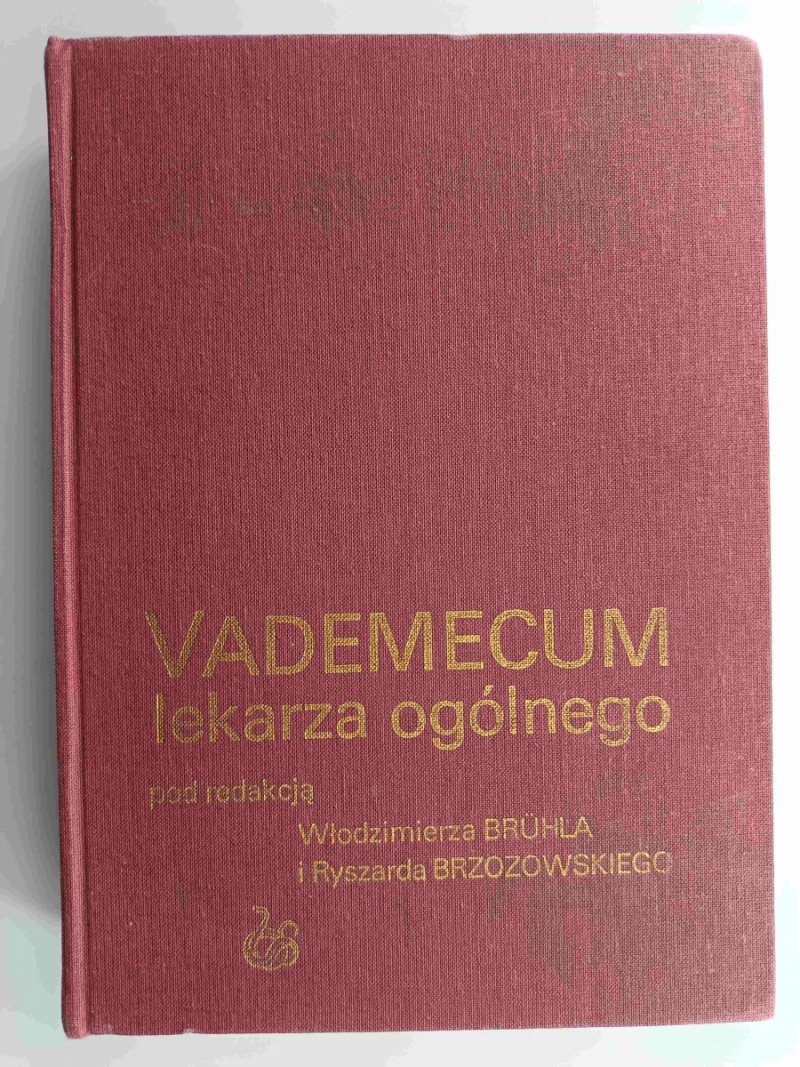 VADEMECUM
lekarza ogólnego
pod redakcją
Włodzimierza BRÜHLA
i Ryszarda BRZOZOWSKIEGO